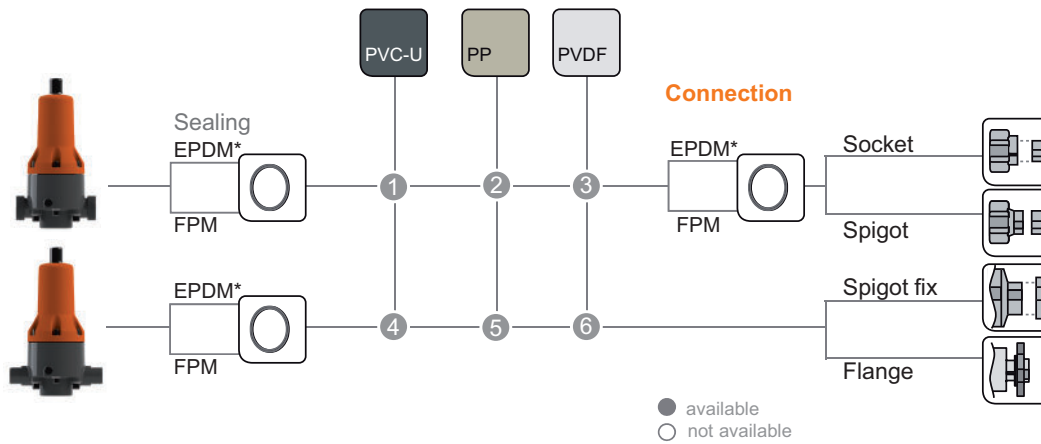 PVC-U
PP
PVDF
Connection
Sealing
EPDM*
FPM
1
2
3
EPDM*
FPM
Socket
Spigot
EPDM*
FPM
4
5
6
Spigot fix
Flange
available
not available